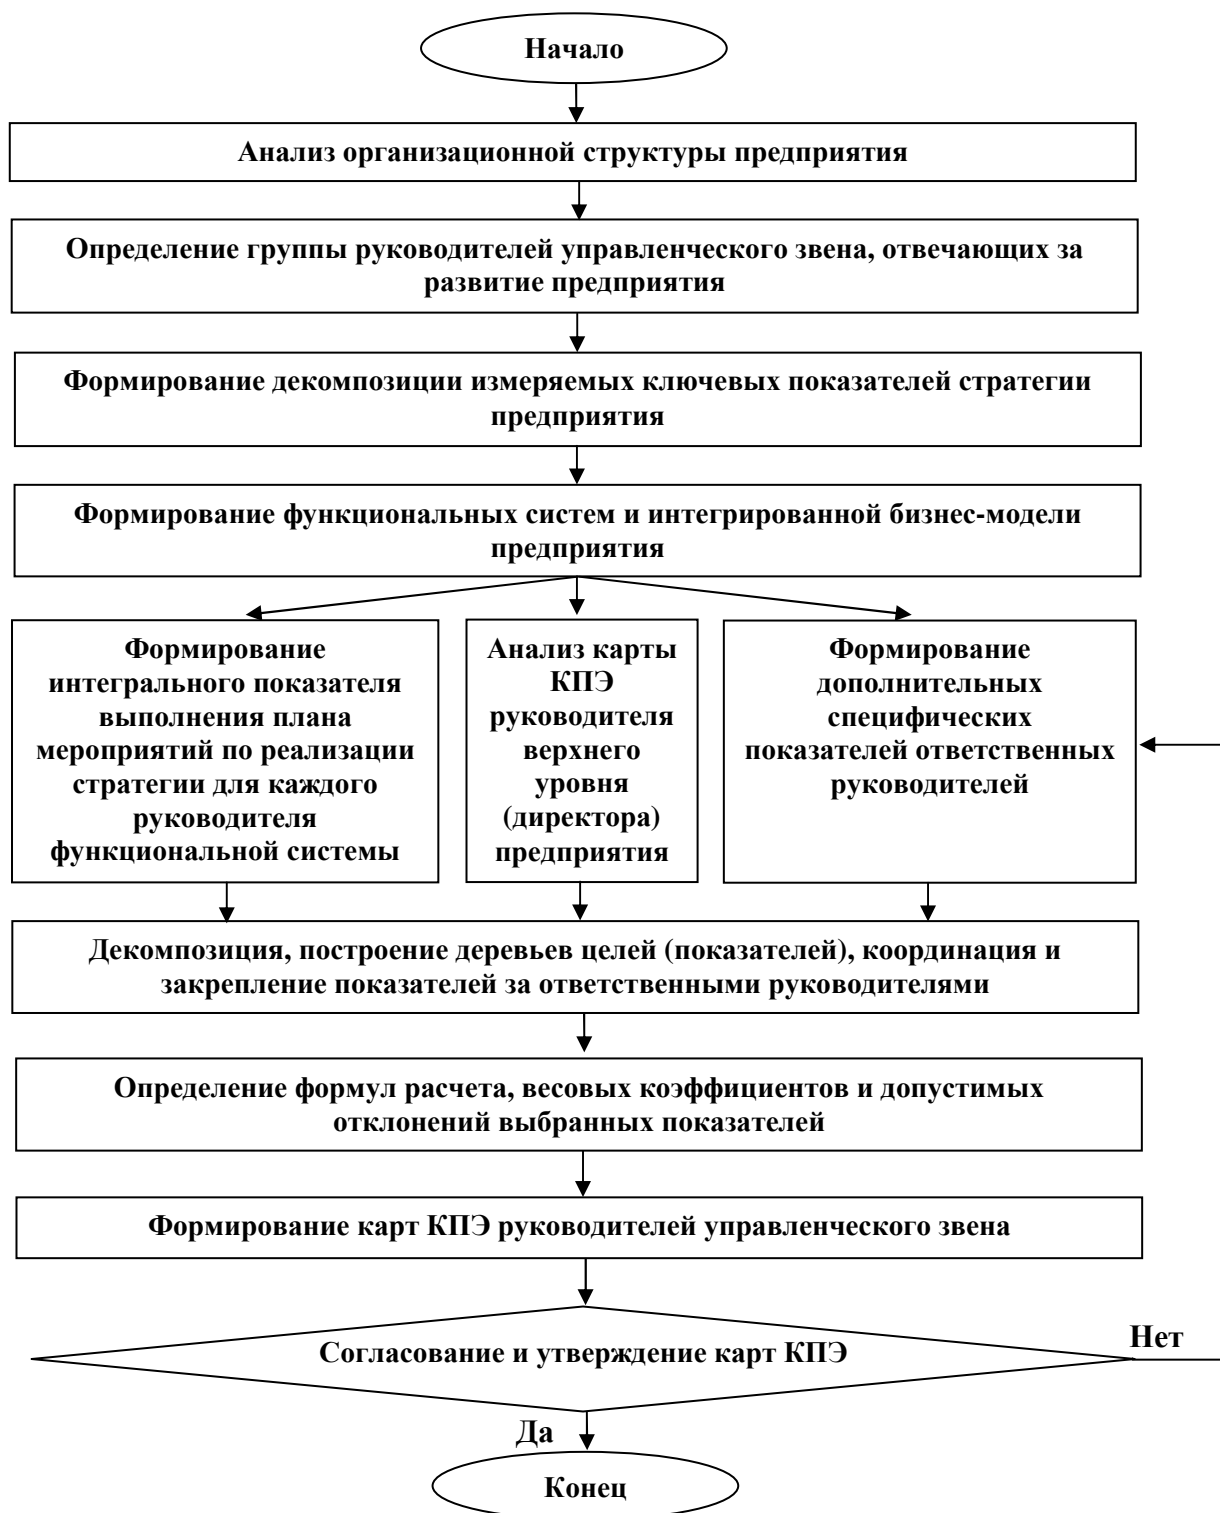 Начало
Анализ организационной структуры предприятия
Определение группы руководителей управленческого звена, отвечающих за
развитие предприятия
Формирование декомпозиции измеряемых ключевых показателей стратегии
предприятия
Формирование функциональных систем и интегрированной бизнес-модели
предприятия
Формирование
интегрального показателя
выполнения плана
мероприятий по реализации
стратегии для каждого
руководителя
функциональной системы
Анализ карты
КПЭ
руководителя
верхнего
уровня
(директора)
предприятия
Формирование
дополнительных
специфических
показателей ответственных
руководителей
Декомпозиция, построение деревьев целей (показателей), координация и
закрепление показателей за ответственными руководителями
Определение формул расчета, весовых коэффициентов и допустимых
отклонений выбранных показателей
Формирование карт КПЭ руководителей управленческого звена
Согласование и утверждение карт КПЭ
Нет
Да
Конец